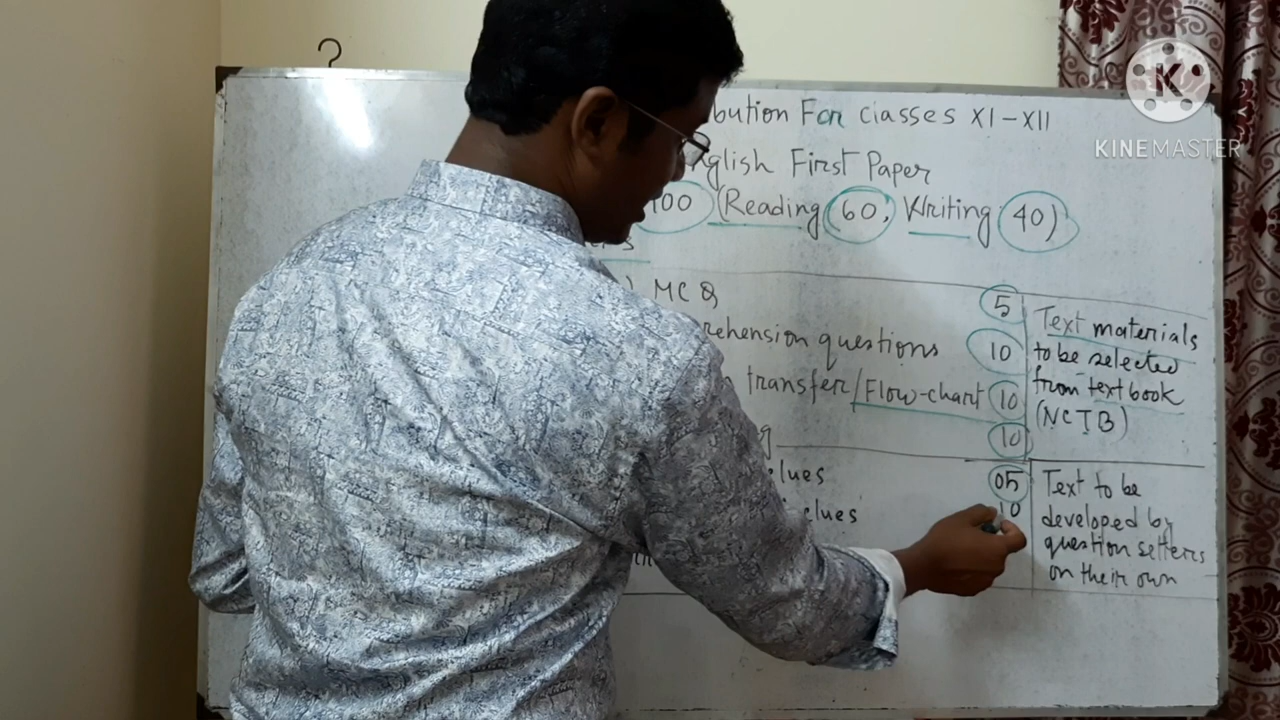 bution For classes XI-XII
nglish First Paper
100 (Reading 60, Writing 40)
MCQ 5
rehension questions 10
transfer/Flow-chart 10
10
Text materials
to be selected
from text book
(NCTB)
clues 05
clues 10
Text to be
developed by
question setters
on their own
K
KINEMASTER